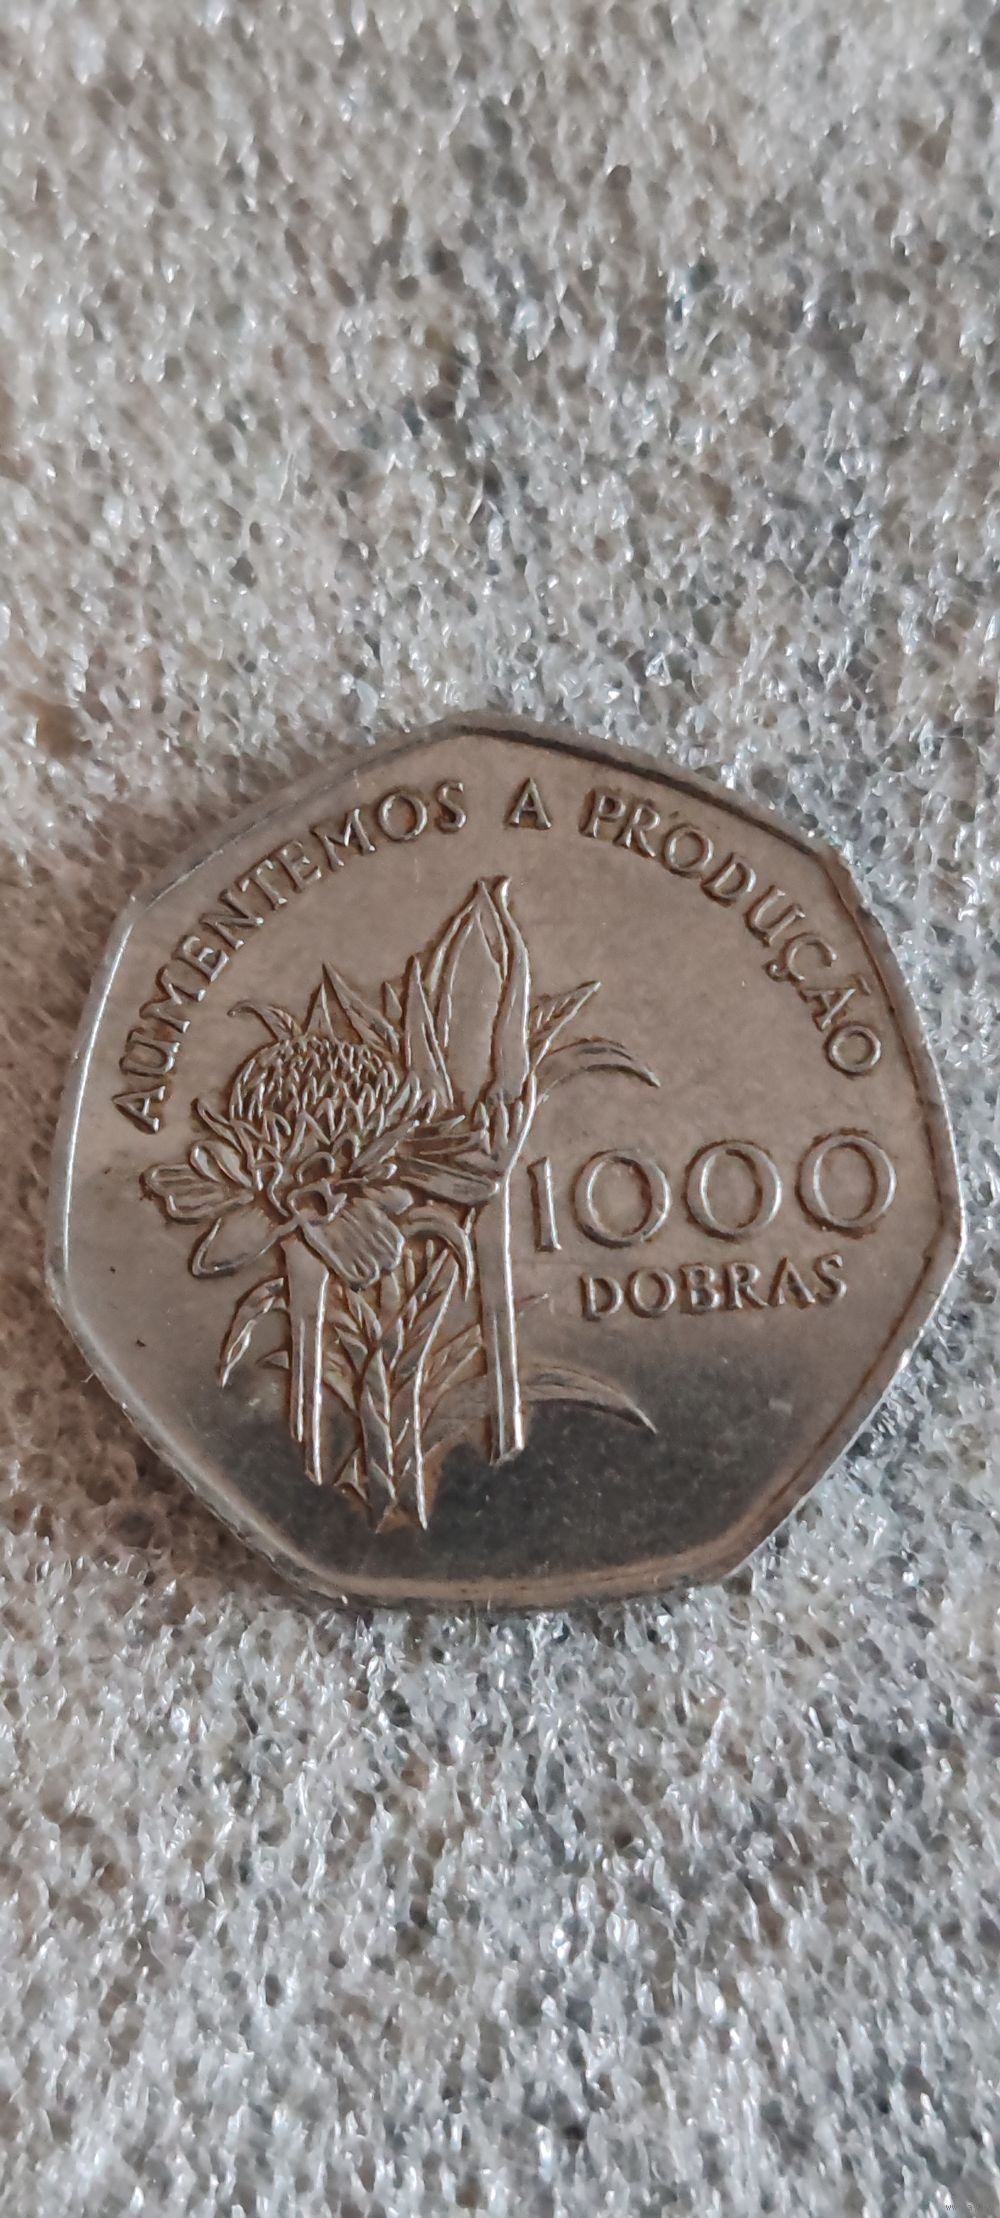 AUMENTEMOS A PRODUÇÃO
1000
DOBRAS